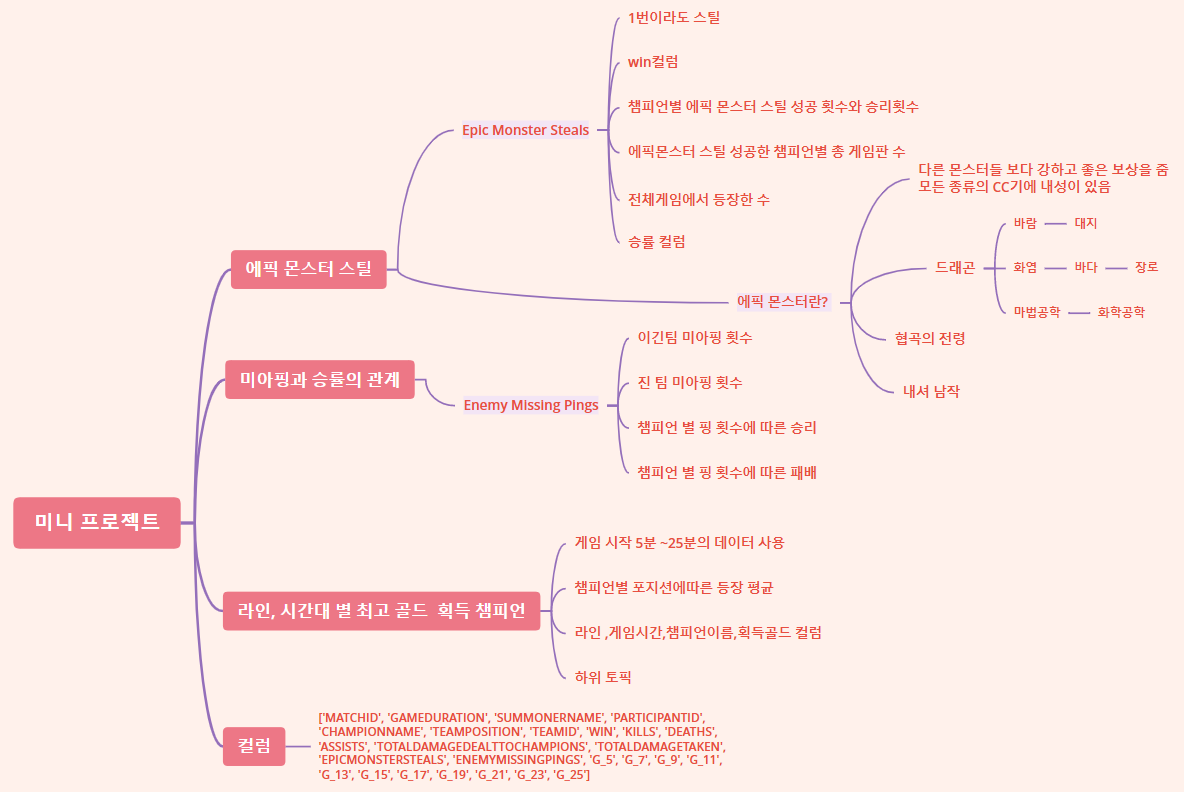 미니 프로젝트
에픽 몬스터 스틸
Epic Monster Steals
1번이라도 스틸
win컬럼
챔피언별 에픽 몬스터 스틸 성공 횟수와 승리횟수
에픽몬스터 스틸 성공한 챔피언별 총 게임판 수
전체게임에서 등장한 수
승률 컬럼
에픽 몬스터란?
다른 몬스터들 보다 강하고 좋은 보상을 줌
모든 종류의 CC기에 내성이 있음
드래곤
바람
대지
화염
바다
장로
마법공학
화학공학
협곡의 전령
내셔 남작
미아핑과 승률의 관계
Enemy Missing Pings
이긴팀 미아핑 횟수
진 팀 미아핑 횟수
챔피언 별 핑 횟수에 따른 승리
챔피언 별 핑 횟수에 따른 패배
라인, 시간대 별 최고 골드 획득 챔피언
게임 시작 5분 ~25분의 데이터 사용
챔피언별 포지션에따른 등장 평균
라인 ,게임시간,챔피언이름,획득골드 컬럼
하위 토픽
컬럼
['MATCHID', 'GAMEDURATION', 'SUMMONERNAME', 'PARTICIPANTID',
'CHAMPIONNAME', 'TEAMPOSITION', 'TEAMID', 'WIN', 'KILLS', 'DEATHS',
'ASSISTS', 'TOTALDAMAGEDEALTTOCHAMPIONS', 'TOTALDAMAGETAKEN',
'EPICMONSTERSTEALS', 'ENEMYMISSINGPINGS', 'G_5', 'G_7', 'G_9', 'G_11',
'G_13', 'G_15', 'G_17', 'G_19', 'G_21', 'G_23', 'G_25']